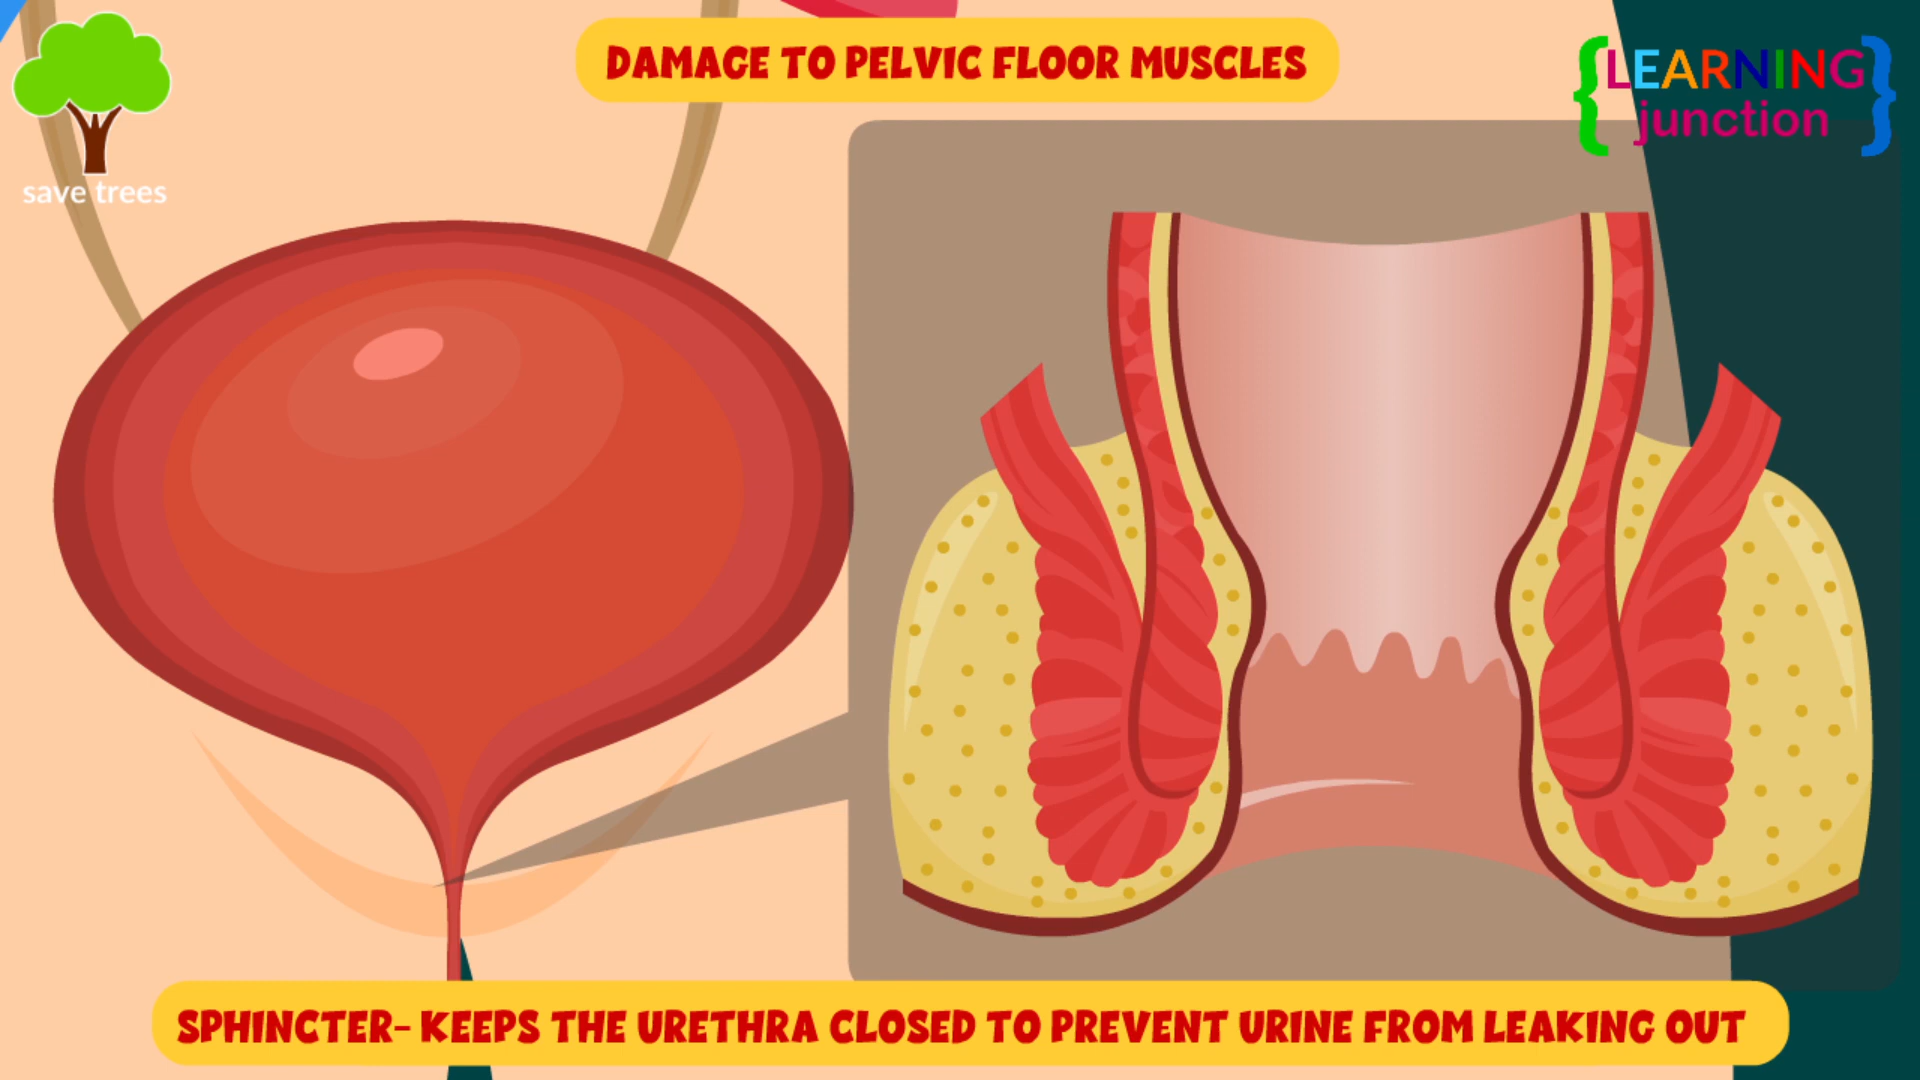 DAMAGE TO PELVIC FLOOR MUSCLES
{LEARNING
junction}
save trees
SPHINCTER- KEEPS THE URETHRA CLOSED TO PREVENT URINE FROM LEAKING OUT